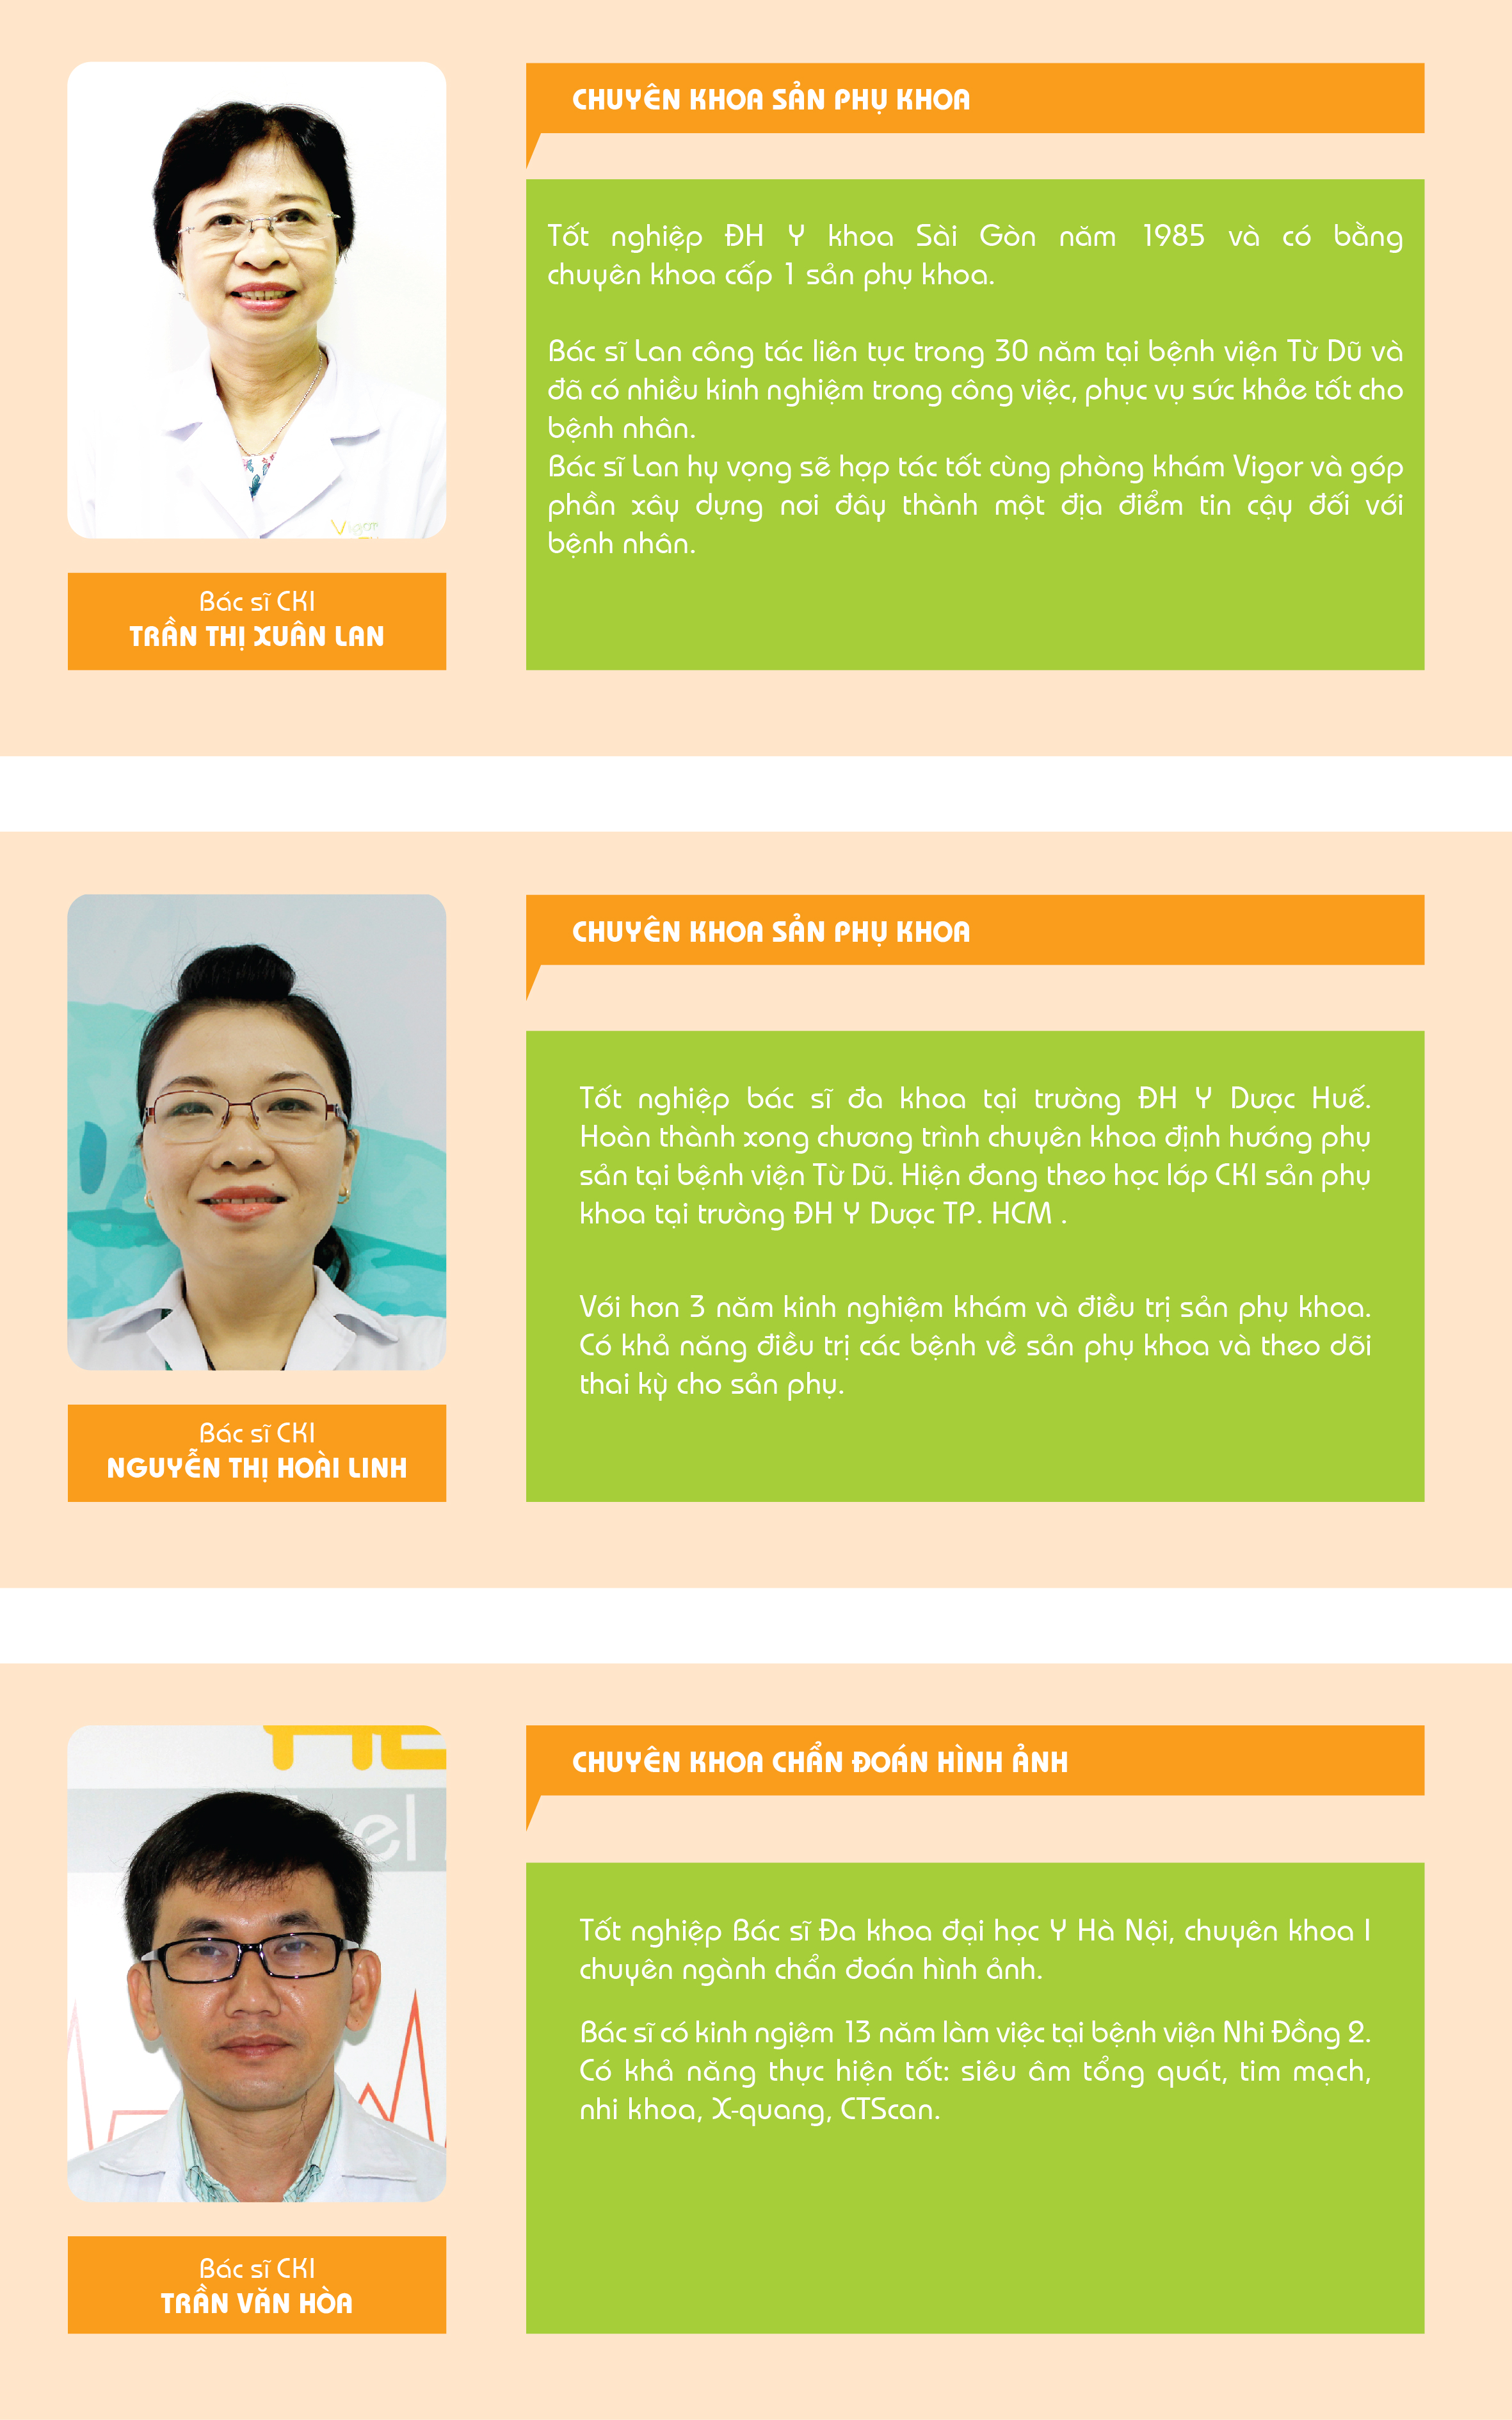 CHUYÊN KHOA SẢN PHỤ KHOA
Tốt nghiệp ĐH Y khoa Sài Gòn năm 1985 và có bằng
chuyên khoa cấp 1 sản phụ khoa.
Bác sĩ Lan công tác liên tục trong 30 năm tại bệnh viện Từ Dũ và
đã có nhiều kinh nghiệm trong công việc, phục vụ sức khỏe tốt cho
bệnh nhân.
Bác sĩ Lan hy vọng sẽ hợp tác tốt cùng phòng khám Vigor và góp
phần xây dựng nơi đây thành một địa điểm tin cậy đối với
bệnh nhân.
Vigor
Bác sĩ CKI
TRẦN THỊ XUÂN LAN
CHUYÊN KHOA SẢN PHỤ KHOA
Tốt nghiệp bác sĩ đa khoa tại trường ĐH Y Dược Huế.
Hoàn thành xong chương trình chuyên khoa định hướng phụ
sản tại bệnh viện Từ Dũ. Hiện đang theo học lớp CKI sản phụ
khoa tại trường ĐH Y Dược TP. HCM .
Với hơn 3 năm kinh nghiệm khám và điều trị sản phụ khoa.
Có khả năng điều trị các bệnh về sản phụ khoa và theo dõi
thai kỳ cho sản phụ.
Bác sĩ CKI
NGUYỄN THỊ HOÀI LINH
CHUYÊN KHOA CHẨN ĐOÁN HÌNH ẢNH
Tốt nghiệp Bác sĩ Đa khoa đại học Y Hà Nội, chuyên khoa I
chuyên ngành chẩn đoán hình ảnh.
Bác sĩ có kinh ngiệm 13 năm làm việc tại bệnh viện Nhi Đồng 2.
Có khả năng thực hiện tốt: siêu âm tổng quát, tim mạch,
nhi khoa, X-quang, CTScan.
Bác sĩ CKI
TRẦN VĂN HÒA